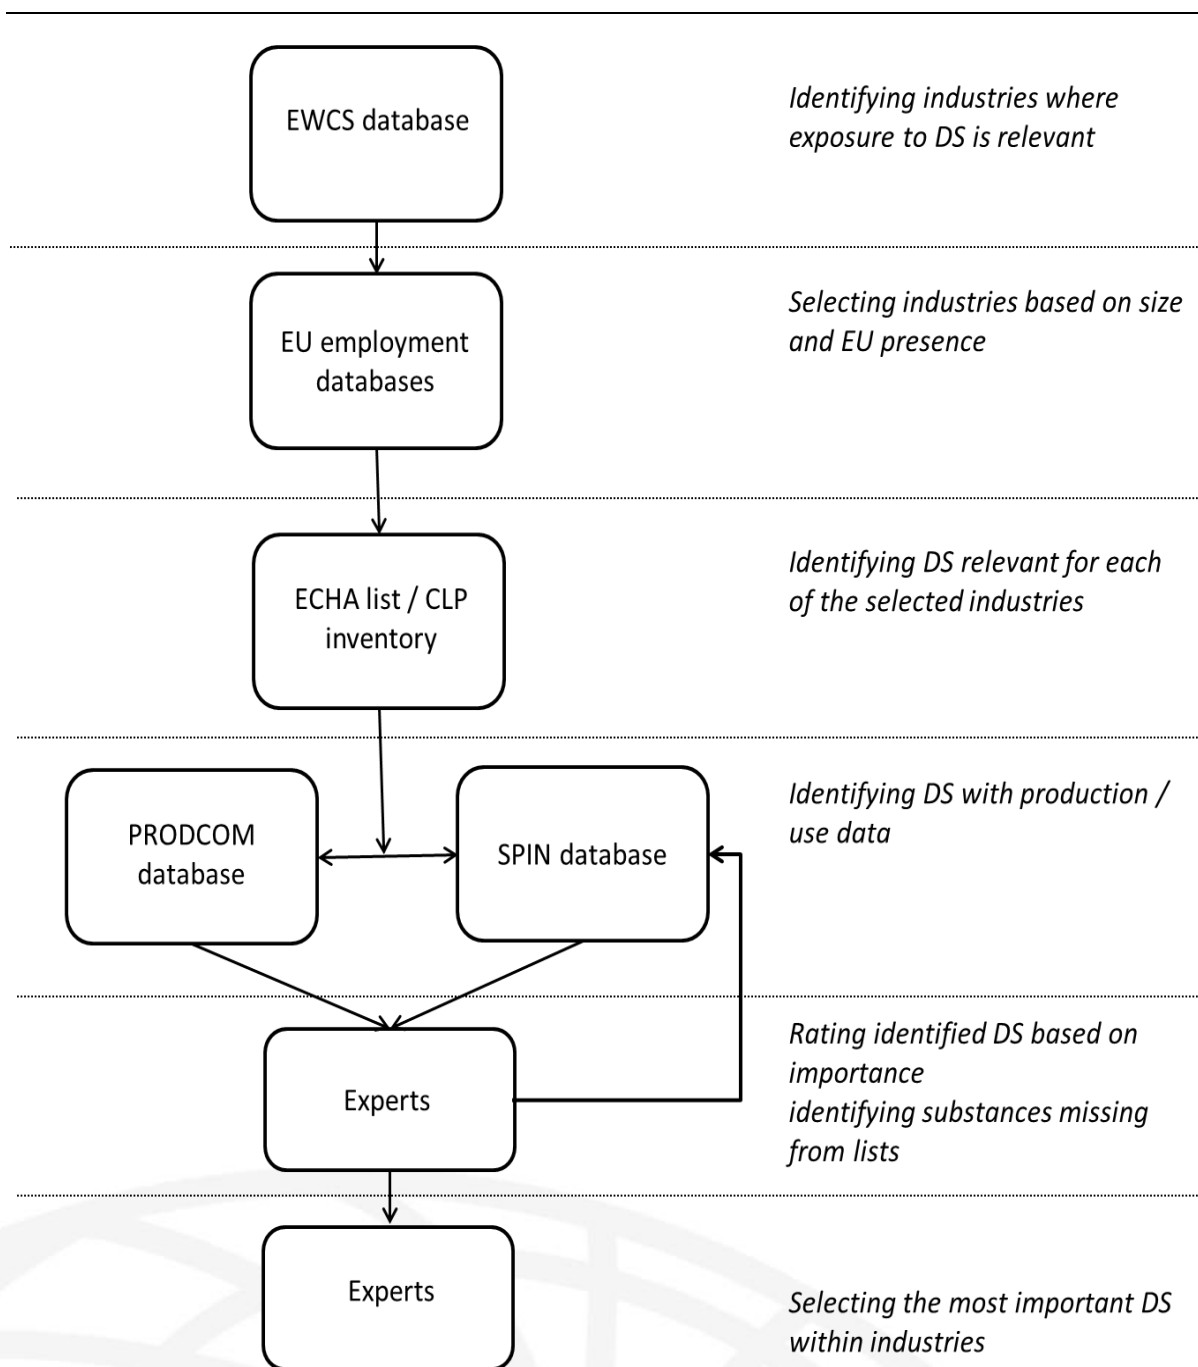 EWCS database
Identifying industries where
exposure to DS is relevant
EU employment
databases
Selecting industries based on size
and EU presence
ECHA list / CLP
inventory
Identifying DS relevant for each
of the selected industries
PRODCOM
database
SPIN database
Identifying DS with production /
use data
Experts
Rating identified DS based on
importance
identifying substances missing
from lists
Experts
Selecting the most important DS
within industries